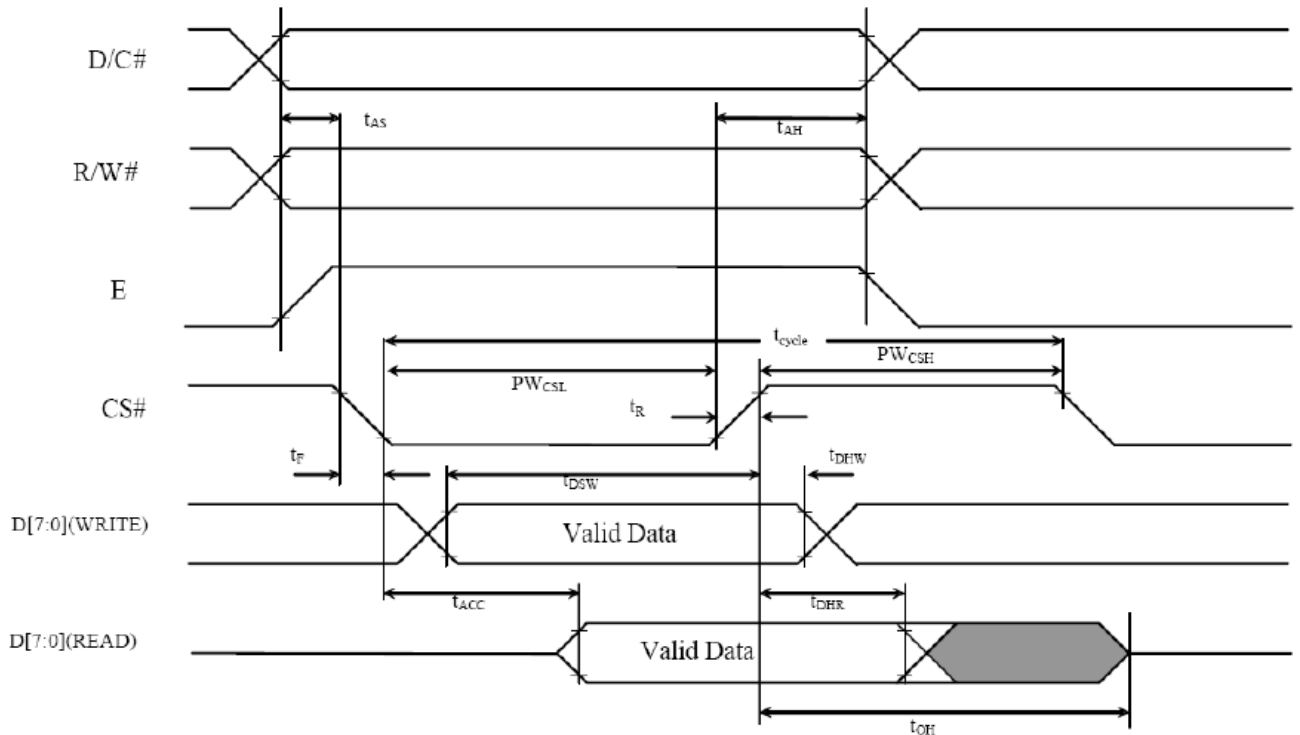 D/C#
tAS
tAH
R/W#
E
tcycle
PWCSL
PWCSH
CS#
tR
tF
tDSW
tDHW
D[7:0](WRITE)
Valid Data
tACC
tDHR
D[7:0](READ)
Valid Data
tOH